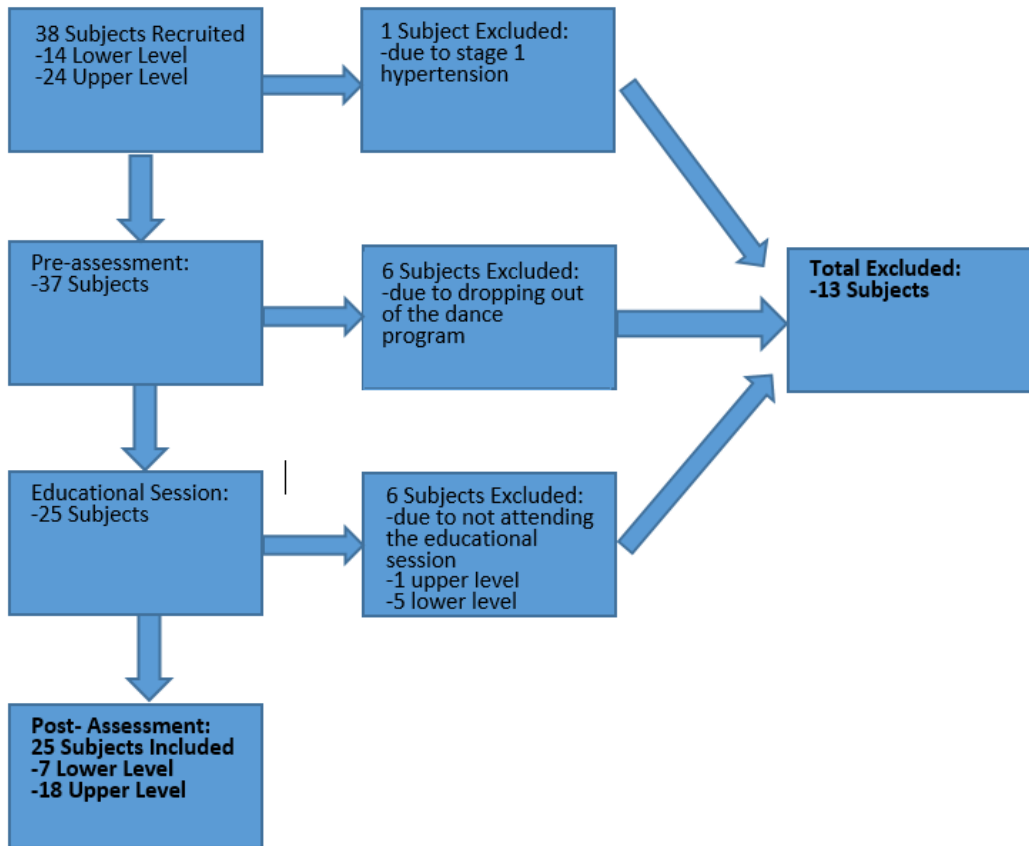 38 Subjects Recruited
-14 Lower Level
-24 Upper Level
1 Subject Excluded:
-due to stage 1
hypertension
Pre-assessment:
-37 Subjects
6 Subjects Excluded:
-due to dropping out
of the dance
program
Total Excluded:
-13 Subjects
Educational Session:
-25 Subjects
6 Subjects Excluded:
-due to not attending
the educational
session
-1 upper level
-5 lower level
Post- Assessment:
25 Subjects Included
-7 Lower Level
-18 Upper Level